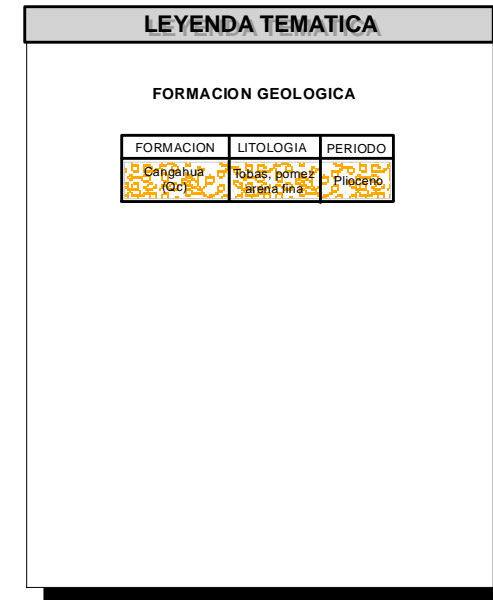 LEYENDA TEMATICA
FORMACION GEOLOGICA
FORMACION LITOLOGIA PERIODO
Cangahua
(Qc)
Tobas, pomez
arena fina
Plioceno